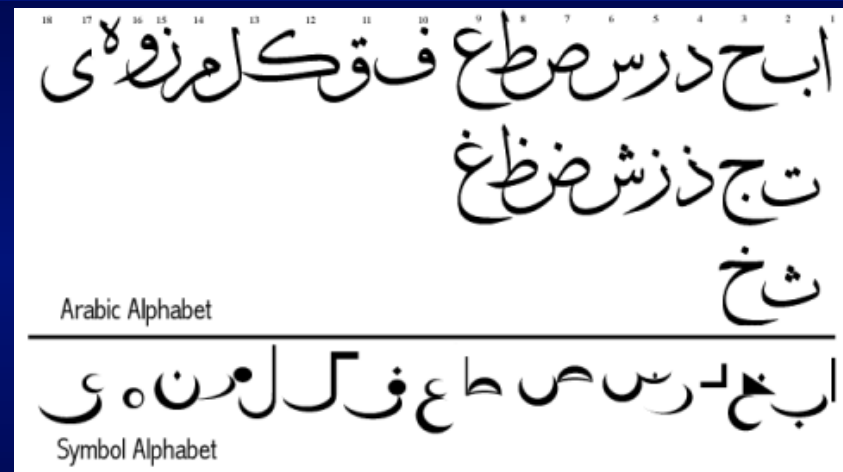 18 17 16 15 14 13 12 11 10 9 8 7 6 5 4 3 2 1
ا ب ح د ر س ص ط ع ف ق ک ل م ن و ه ی
ت ج ذ ز ش ض ظ غ
ث خ
Arabic Alphabet
Symbol Alphabet